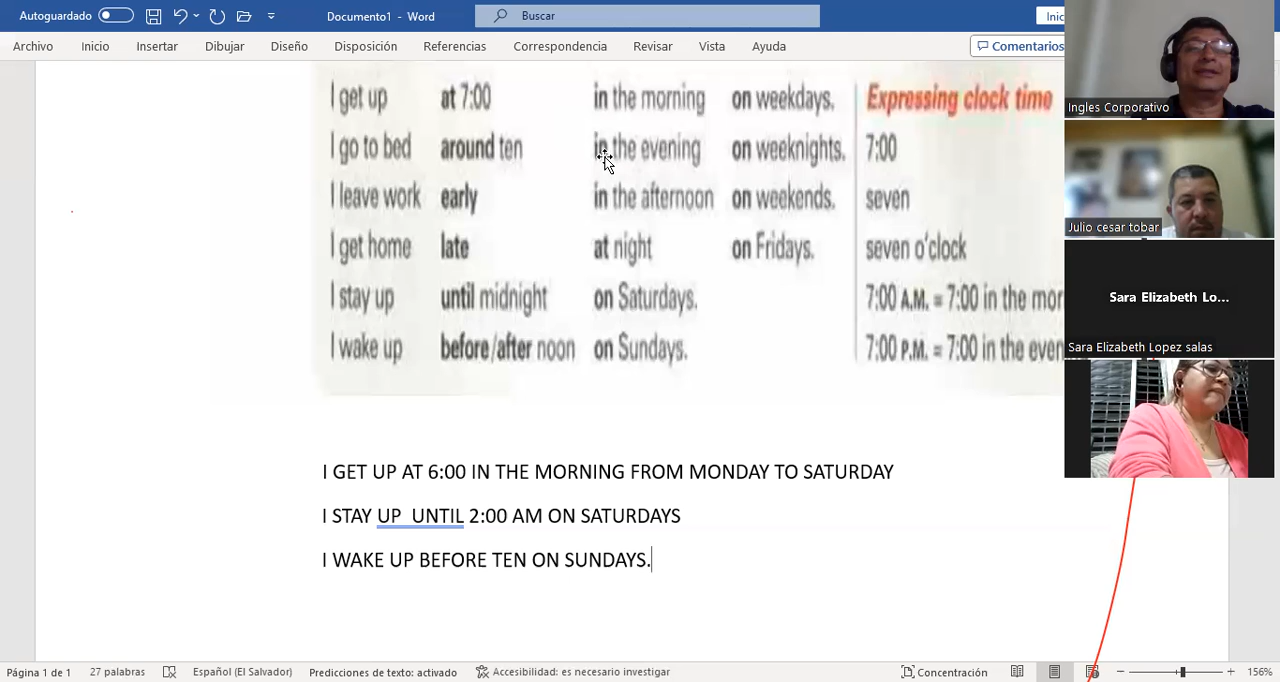 Autoguardado Documento1 - Word Buscar
Archivo Inicio Insertar Dibujar Diseño Disposición Referencias Correspondencia Revisar Vista Ayuda Comentarios
I get up at 7:00 in the morning on weekdays. Expressing clock time
I go to bed around ten in the evening on weeknights. 7:00
I leave work early in the afternoon on weekends. seven
I get home late at night on Fridays. seven o'clock
I stay up until midnight on Saturdays. 7:00 A.M. = 7:00 in the mor
I wake up before/after noon on Sundays. 7:00 P.M. = 7:00 in the even
I GET UP AT 6:00 IN THE MORNING FROM MONDAY TO SATURDAY
I STAY UP UNTIL 2:00 AM ON SATURDAYS
I WAKE UP BEFORE TEN ON SUNDAYS.
Ingles Corporativo
Julio cesar tobar
Sara Elizabeth Lo...
Sara Elizabeth Lopez salas
Página 1 de 1 27 palabras Español (El Salvador) Predicciones de texto: activado Accesibilidad: es necesario investigar Concentración 156%